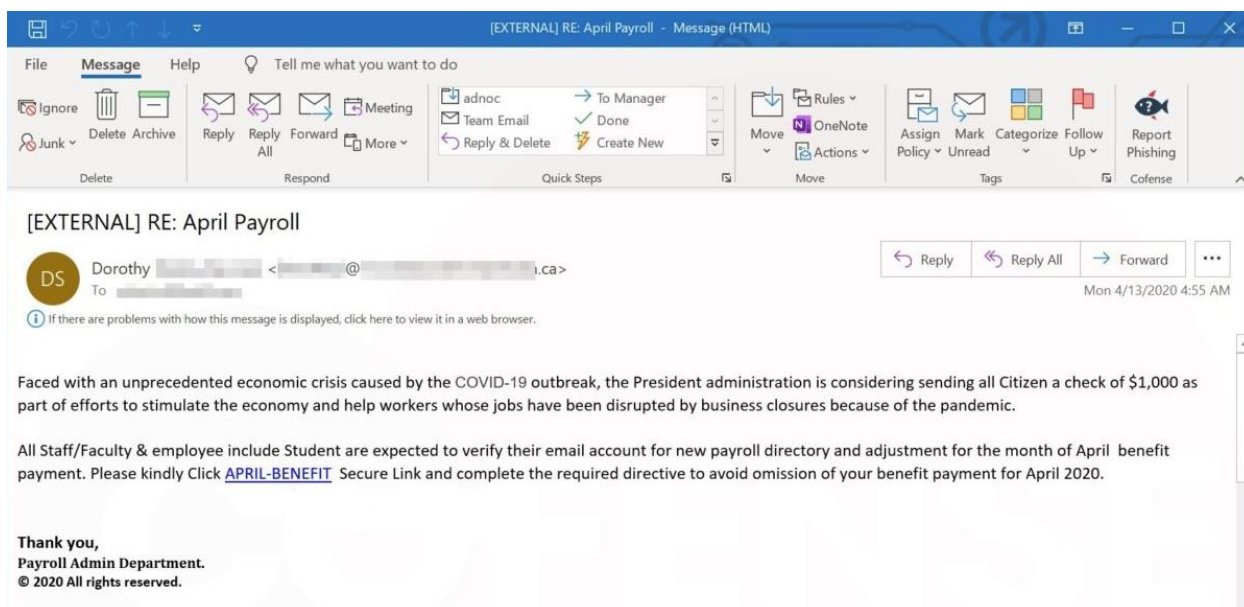 [EXTERNAL] RE: April Payroll - Message (HTML)
File Message Help Tell me what you want to do
Ignore
Junk
Delete Archive
Delete
Reply Reply All Forward
Meeting
More
Respond
adnoc To Manager
Team Email Done
Reply & Delete Create New
Quick Steps
Move
Rules
OneNote
Actions
Move
Assign Policy Mark Unread Categorize Follow Up
Tags
Report Phishing
Cofense
[EXTERNAL] RE: April Payroll
DS
Dorothy < @ .ca>
To
Reply Reply All Forward ...
Mon 4/13/2020 4:55 AM
If there are problems with how this message is displayed, click here to view it in a web browser.
Faced with an unprecedented economic crisis caused by the COVID-19 outbreak, the President administration is considering sending all Citizen a check of $1,000 as
part of efforts to stimulate the economy and help workers whose jobs have been disrupted by business closures because of the pandemic.
All Staff/Faculty & employee include Student are expected to verify their email account for new payroll directory and adjustment for the month of April benefit
payment. Please kindly Click APRIL-BENEFIT Secure Link and complete the required directive to avoid omission of your benefit payment for April 2020.
Thank you,
Payroll Admin Department.
© 2020 All rights reserved.
COFENSE